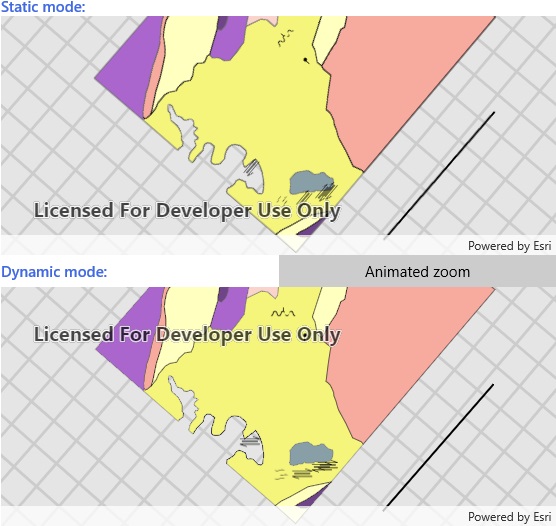 Static mode:
Licensed For Developer Use Only
Powered by Esri
Dynamic mode:
Animated zoom
Licensed For Developer Use Only
Powered by Esri